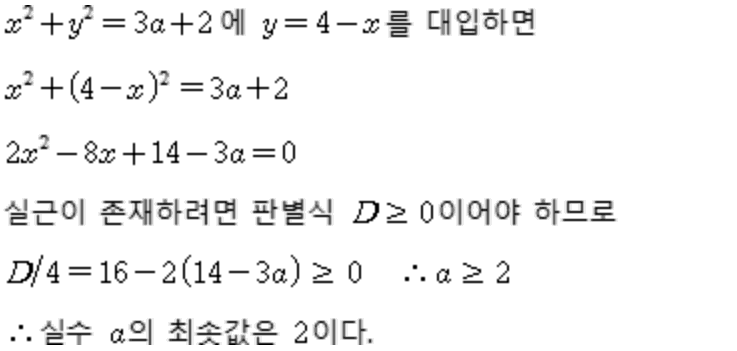 x² + y² = 3a + 2 에 y = 4 − x 를 대입하면
x² + (4 − x)² = 3a + 2
2x² − 8x + 14 − 3a = 0
실근이 존재하려면 판별식 D ≥ 0이어야 하므로
D/4 = 16 − 2(14 − 3a) ≥ 0 ∴ a ≥ 2
∴ 실수 a의 최솟값은 2이다.